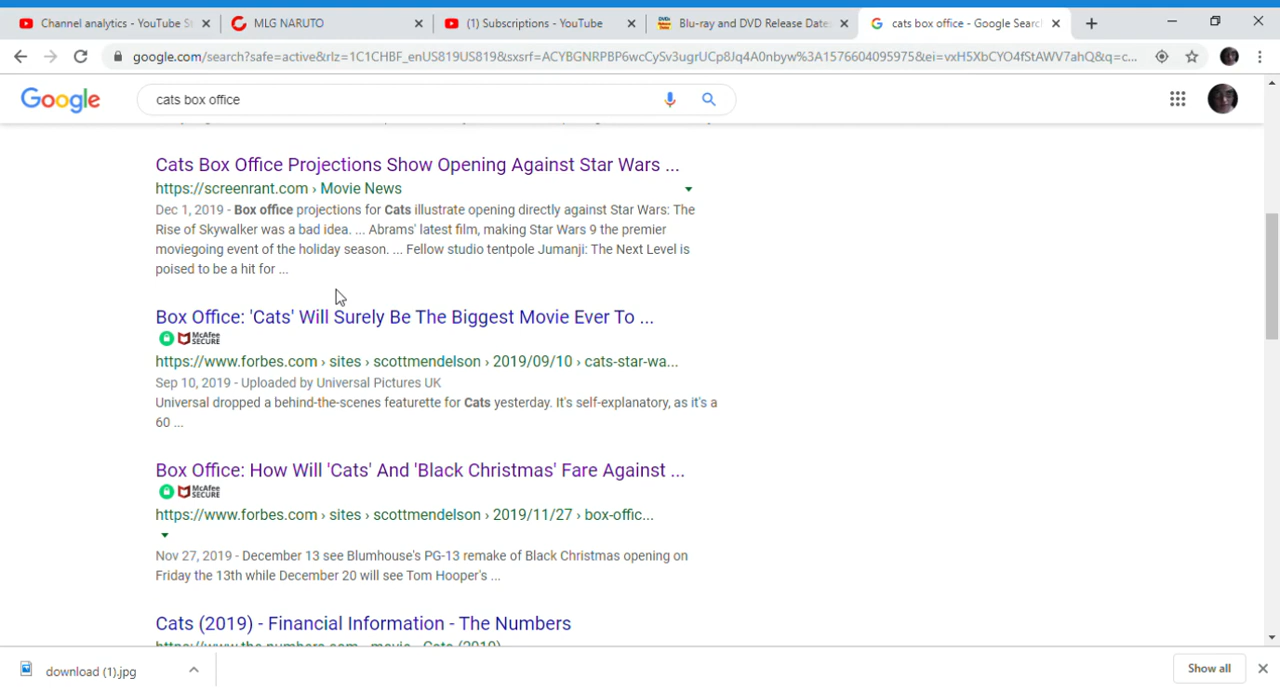 Channel analytics - YouTube St
MLG NARUTO
(1) Subscriptions - YouTube
Blu-ray and DVD Release Dates
cats box office - Google Search
google.com/search?safe=active&rlz=1C1CHBF_enUS819US819&sxsrf=ACYBGNRPBP6wcCySv3ugrUCp8Jq4A0nbyw%3A1576604095975&ei=vxH5XbCYO4fStAWV7ahQ&q=c...
Google
cats box office
Cats Box Office Projections Show Opening Against Star Wars ...
https://screenrant.com › Movie News
Dec 1, 2019 - Box office projections for Cats illustrate opening directly against Star Wars: The
Rise of Skywalker was a bad idea. ... Abrams' latest film, making Star Wars 9 the premier
moviegoing event of the holiday season. ... Fellow studio tentpole Jumanji: The Next Level is
poised to be a hit for ...
Box Office: 'Cats' Will Surely Be The Biggest Movie Ever To ...
McAfee
SECURE
https://www.forbes.com › sites › scottmendelson › 2019/09/10 › cats-star-wa...
Sep 10, 2019 - Uploaded by Universal Pictures UK
Universal dropped a behind-the-scenes featurette for Cats yesterday. It's self-explanatory, as it's a
60 ...
Box Office: How Will 'Cats' And 'Black Christmas' Fare Against ...
McAfee
SECURE
https://www.forbes.com › sites › scottmendelson › 2019/11/27 › box-offic...
Nov 27, 2019 - December 13 see Blumhouse's PG-13 remake of Black Christmas opening on
Friday the 13th while December 20 will see Tom Hooper's ...
Cats (2019) - Financial Information - The Numbers
https://www.the-numbers.com › movie › Cats-(2019)
download (1).jpg
Show all